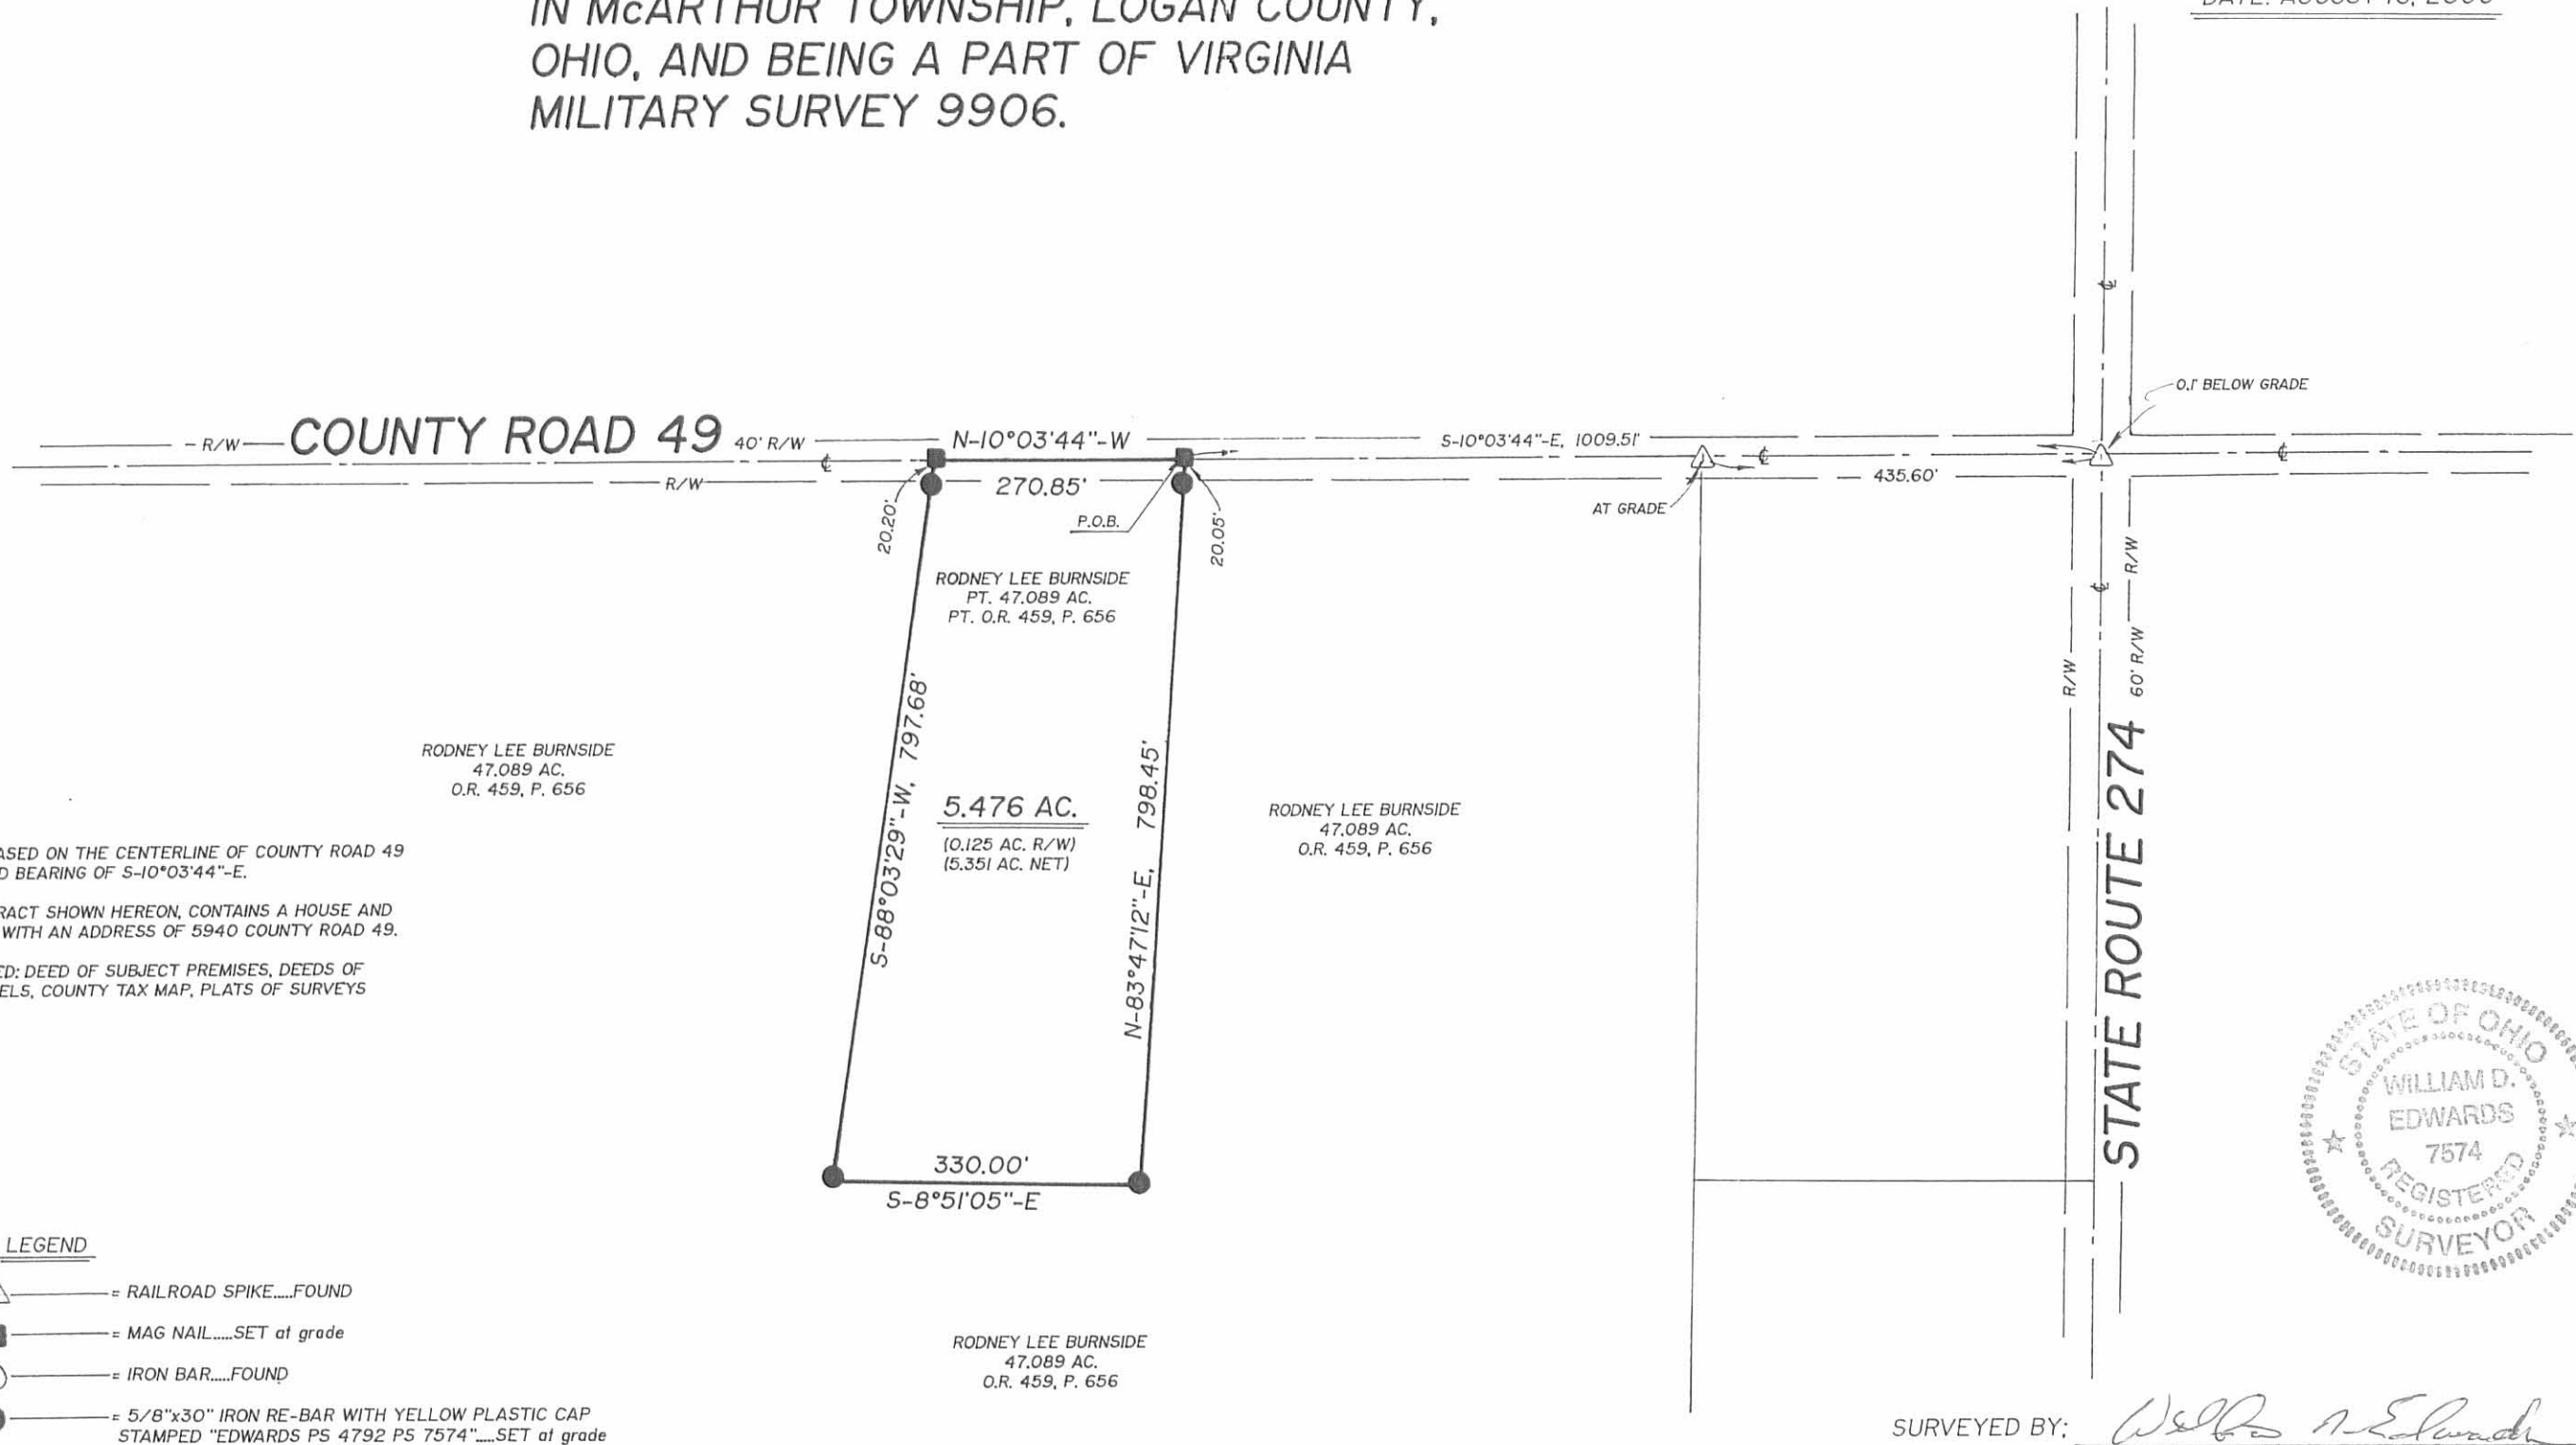 IN McARTHUR TOWNSHIP, LOGAN COUNTY,
OHIO, AND BEING A PART OF VIRGINIA
MILITARY SURVEY 9906.
0.1' BELOW GRADE
R/W COUNTY ROAD 49 40' R/W N-10°03'44"-W S-10°03'44"-E, 1009.51'
R/W 270.85' 435.60'
AT GRADE
20.20' P.O.B. 20.05'
R/W
60' R/W
R/W
STATE ROUTE 274
RODNEY LEE BURNSIDE
PT. 47.089 AC.
PT. O.R. 459, P. 656
S-88°03'29"-W, 797.68'
N-83°47'12"-E, 798.45'
RODNEY LEE BURNSIDE
47.089 AC.
O.R. 459, P. 656
5.476 AC.
(0.125 AC. R/W)
(5.351 AC. NET)
RODNEY LEE BURNSIDE
47.089 AC.
O.R. 459, P. 656
ON THE CENTERLINE OF COUNTY ROAD 49
BEARING OF S-10°03'44"-E.
SHOWN HEREON, CONTAINS A HOUSE AND
WITH AN ADDRESS OF 5940 COUNTY ROAD 49.
DEED OF SUBJECT PREMISES, DEEDS OF
COUNTY TAX MAP, PLATS OF SURVEYS
330.00'
S-8°51'05"-E
STATE OF OHIO
WILLIAM D.
EDWARDS
7574
REGISTERED
SURVEYOR
LEGEND
= RAILROAD SPIKE.....FOUND
= MAG NAIL.....SET at grade
= IRON BAR.....FOUND
= 5/8"x30" IRON RE-BAR WITH YELLOW PLASTIC CAP
STAMPED "EDWARDS PS 4792 PS 7574".....SET at grade
RODNEY LEE BURNSIDE
47.089 AC.
O.R. 459, P. 656
SURVEYED BY: